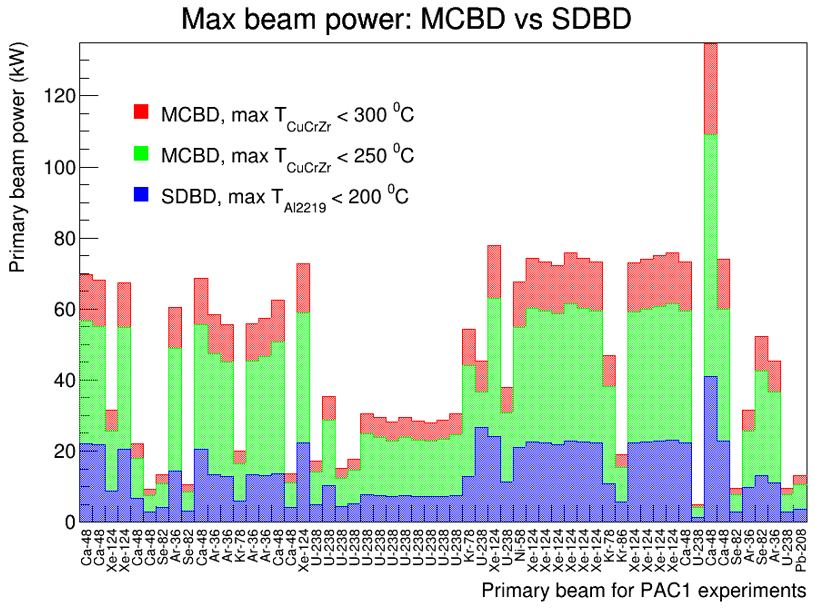 Max beam power: MCBD vs SDBD
Primary beam power (kW)
120
100
80
60
40
20
0
MCBD, max T_CuCrZr < 300 ⁰C
MCBD, max T_CuCrZr < 250 ⁰C
SDBD, max T_Al2219 < 200 ⁰C
Ca-48
Ca-48
Xe-124
Xe-124
Ca-48
Ca-48
Se-82
Ar-36
Se-82
Ca-48
Ar-36
Ar-36
Kr-78
Ar-36
Ar-36
Ca-48
Ca-48
Xe-124
U-238
U-238
U-238
U-238
U-238
U-238
U-238
U-238
U-238
U-238
U-238
U-238
Kr-78
U-238
Xe-124
U-238
Ni-58
Xe-124
Xe-124
Xe-124
Xe-124
Xe-124
Xe-124
Kr-78
Kr-86
Xe-124
Xe-124
Xe-124
Xe-124
Ca-48
U-238
Ca-48
Ca-48
Se-82
Ar-36
Se-82
Ar-36
U-238
Pb-208
Primary beam for PAC1 experiments